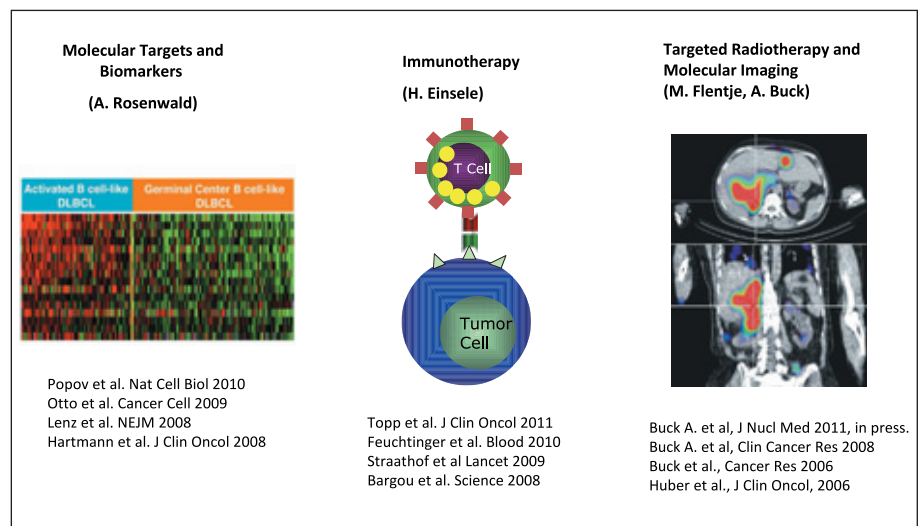 Molecular Targets and
Biomarkers
(A. Rosenwald)
Activated B cell-like
DLBCL
Germinal Center B cell-like
DLBCL
Popov et al. Nat Cell Biol 2010
Otto et al. Cancer Cell 2009
Lenz et al. NEJM 2008
Hartmann et al. J Clin Oncol 2008
Immunotherapy
(H. Einsele)
T Cell
Tumor
Cell
Topp et al. J Clin Oncol 2011
Feuchtinger et al. Blood 2010
Straathof et al Lancet 2009
Bargou et al. Science 2008
Targeted Radiotherapy and
Molecular Imaging
(M. Flentje, A. Buck)
Buck A. et al, J Nucl Med 2011, in press.
Buck A. et al, Clin Cancer Res 2008
Buck et al., Cancer Res 2006
Huber et al., J Clin Oncol, 2006